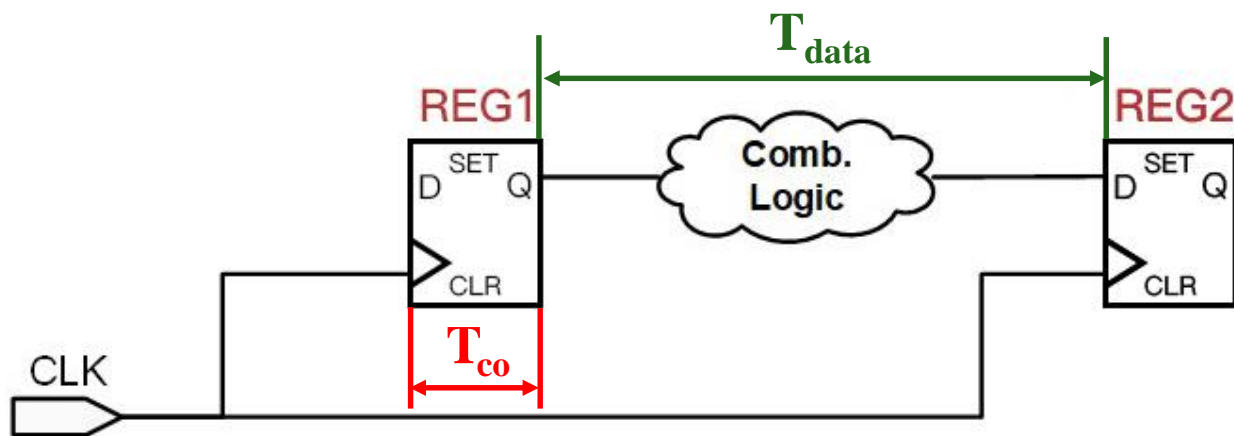 T_data
REG1
REG2
D SET Q
CLR
Comb.
Logic
D SET Q
CLR
T_co
CLK